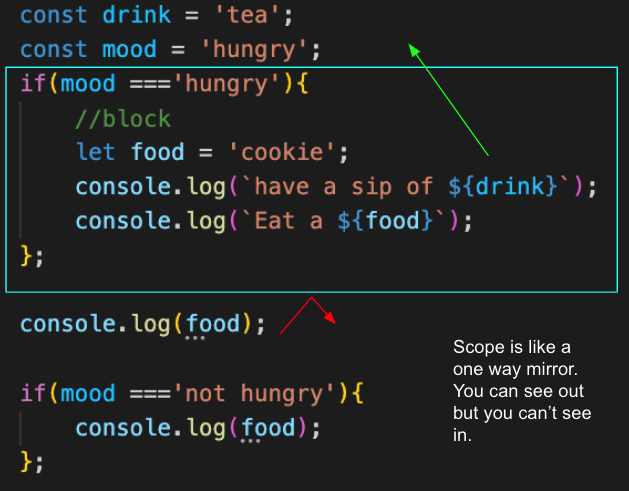 const drink = 'tea';
const mood = 'hungry';
if(mood ==='hungry'){
    //block
    let food = 'cookie';
    console.log(`have a sip of ${drink}`);
    console.log(`Eat a ${food}`);
};
console.log(food);
if(mood ==='not hungry'){
    console.log(food);
};
Scope is like a
one way mirror.
You can see out
but you can’t see
in.